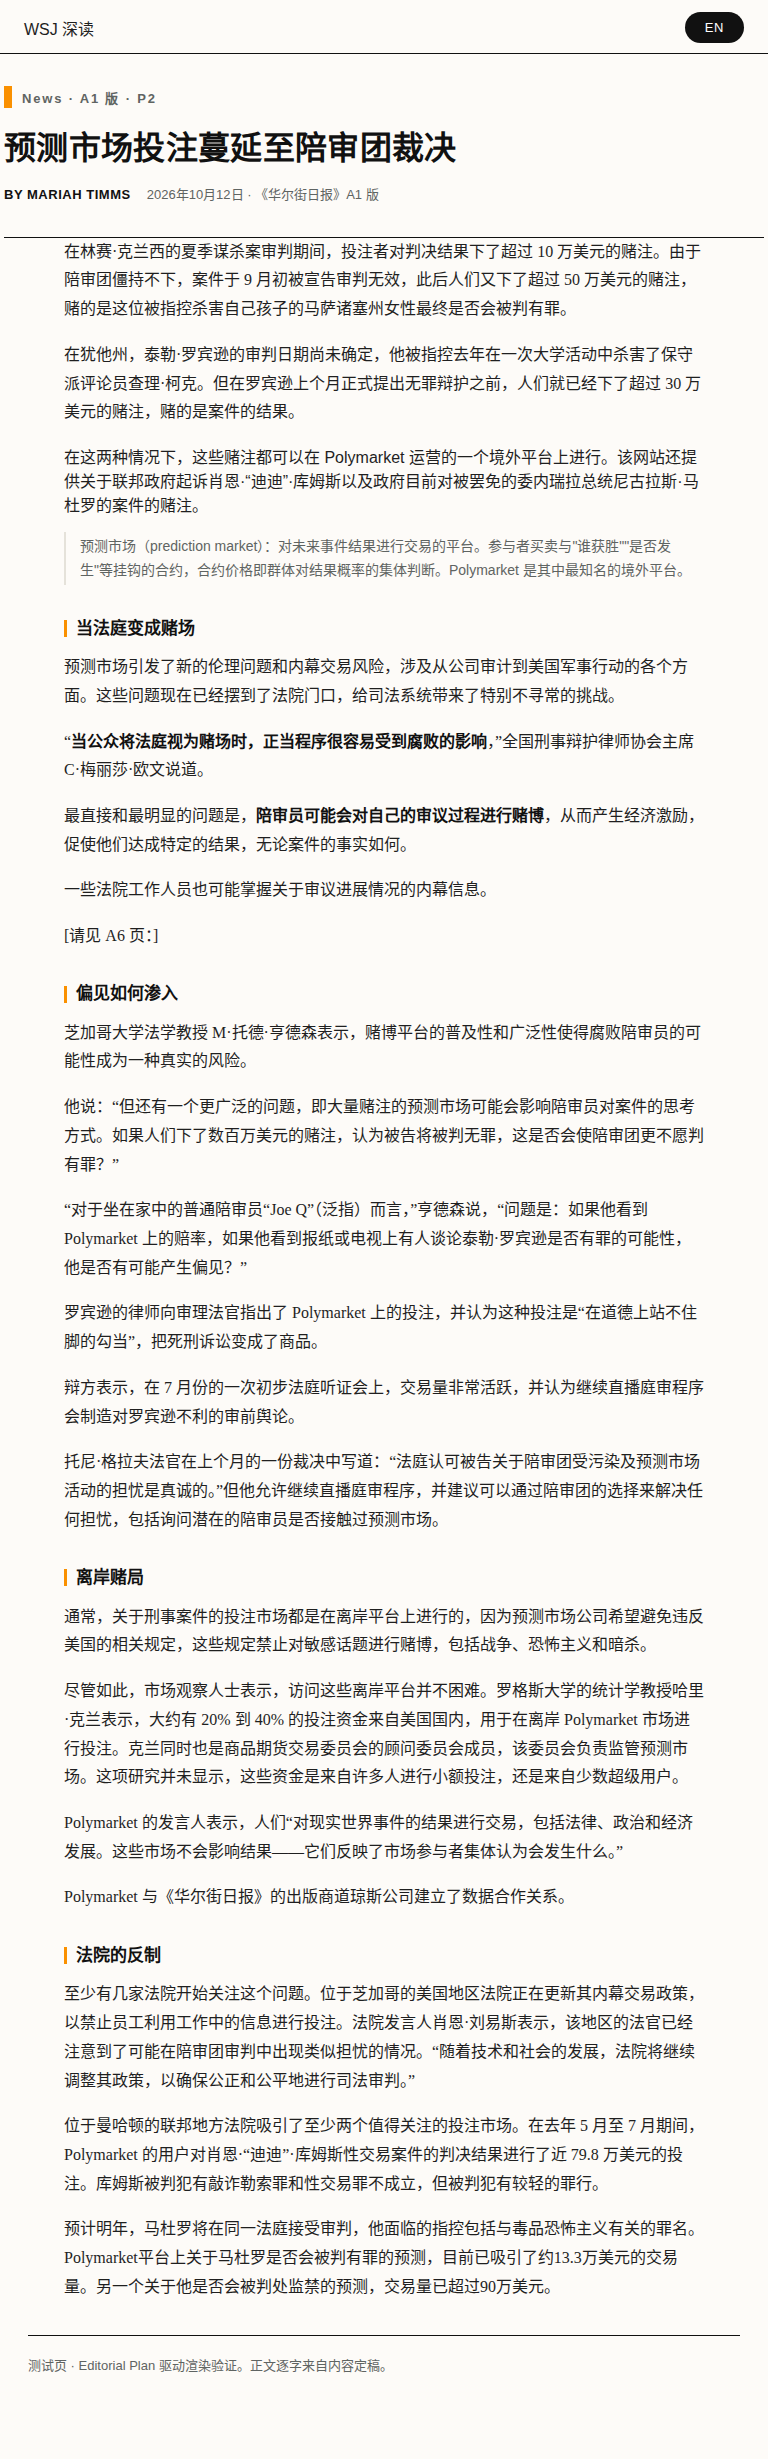 WSJ 深读
EN
News · A1 版 · P2
预测市场投注蔓延至陪审团裁决
BY MARIAH TIMMS 2026年10月12日 · 《华尔街日报》A1 版
在林赛·克兰西的夏季谋杀案审判期间，投注者对判决结果下了超过 10 万美元的赌注。由于
陪审团僵持不下，案件于 9 月初被宣告审判无效，此后人们又下了超过 50 万美元的赌注，
赌的是这位被指控杀害自己孩子的马萨诸塞州女性最终是否会被判有罪。
在犹他州，泰勒·罗宾逊的审判日期尚未确定，他被指控去年在一次大学活动中杀害了保守
派评论员查理·柯克。但在罗宾逊上个月正式提出无罪辩护之前，人们就已经下了超过 30 万
美元的赌注，赌的是案件的结果。
在这两种情况下，这些赌注都可以在 Polymarket 运营的一个境外平台上进行。该网站还提
供关于联邦政府起诉肖恩·“迪迪”·库姆斯以及政府目前对被罢免的委内瑞拉总统尼古拉斯·马
杜罗的案件的赌注。
预测市场（prediction market）：对未来事件结果进行交易的平台。参与者买卖与"谁获胜""是否发
生"等挂钩的合约，合约价格即群体对结果概率的集体判断。Polymarket 是其中最知名的境外平台。
当法庭变成赌场
预测市场引发了新的伦理问题和内幕交易风险，涉及从公司审计到美国军事行动的各个方
面。这些问题现在已经摆到了法院门口，给司法系统带来了特别不寻常的挑战。
“当公众将法庭视为赌场时，正当程序很容易受到腐败的影响，”全国刑事辩护律师协会主席
C·梅丽莎·欧文说道。
最直接和最明显的问题是，陪审员可能会对自己的审议过程进行赌博，从而产生经济激励，
促使他们达成特定的结果，无论案件的事实如何。
一些法院工作人员也可能掌握关于审议进展情况的内幕信息。
[请见 A6 页：]
偏见如何渗入
芝加哥大学法学教授 M·托德·亨德森表示，赌博平台的普及性和广泛性使得腐败陪审员的可
能性成为一种真实的风险。
他说：“但还有一个更广泛的问题，即大量赌注的预测市场可能会影响陪审员对案件的思考
方式。如果人们下了数百万美元的赌注，认为被告将被判无罪，这是否会使陪审团更不愿判
有罪？”
“对于坐在家中的普通陪审员“Joe Q”（泛指）而言，”亨德森说，“问题是：如果他看到
Polymarket 上的赔率，如果他看到报纸或电视上有人谈论泰勒·罗宾逊是否有罪的可能性，
他是否有可能产生偏见？”
罗宾逊的律师向审理法官指出了 Polymarket 上的投注，并认为这种投注是“在道德上站不住
脚的勾当”，把死刑诉讼变成了商品。
辩方表示，在 7 月份的一次初步法庭听证会上，交易量非常活跃，并认为继续直播庭审程序
会制造对罗宾逊不利的审前舆论。
托尼·格拉夫法官在上个月的一份裁决中写道：“法庭认可被告关于陪审团受污染及预测市场
活动的担忧是真诚的。”但他允许继续直播庭审程序，并建议可以通过陪审团的选择来解决任
何担忧，包括询问潜在的陪审员是否接触过预测市场。
离岸赌局
通常，关于刑事案件的投注市场都是在离岸平台上进行的，因为预测市场公司希望避免违反
美国的相关规定，这些规定禁止对敏感话题进行赌博，包括战争、恐怖主义和暗杀。
尽管如此，市场观察人士表示，访问这些离岸平台并不困难。罗格斯大学的统计学教授哈里
·克兰表示，大约有 20% 到 40% 的投注资金来自美国国内，用于在离岸 Polymarket 市场进
行投注。克兰同时也是商品期货交易委员会的顾问委员会成员，该委员会负责监管预测市
场。这项研究并未显示，这些资金是来自许多人进行小额投注，还是来自少数超级用户。
Polymarket 的发言人表示，人们“对现实世界事件的结果进行交易，包括法律、政治和经济
发展。这些市场不会影响结果——它们反映了市场参与者集体认为会发生什么。”
Polymarket 与《华尔街日报》的出版商道琼斯公司建立了数据合作关系。
法院的反制
至少有几家法院开始关注这个问题。位于芝加哥的美国地区法院正在更新其内幕交易政策，
以禁止员工利用工作中的信息进行投注。法院发言人肖恩·刘易斯表示，该地区的法官已经
注意到了可能在陪审团审判中出现类似担忧的情况。“随着技术和社会的发展，法院将继续
调整其政策，以确保公正和公平地进行司法审判。”
位于曼哈顿的联邦地方法院吸引了至少两个值得关注的投注市场。在去年 5 月至 7 月期间，
Polymarket 的用户对肖恩·“迪迪”·库姆斯性交易案件的判决结果进行了近 79.8 万美元的投
注。库姆斯被判犯有敲诈勒索罪和性交易罪不成立，但被判犯有较轻的罪行。
预计明年，马杜罗将在同一法庭接受审判，他面临的指控包括与毒品恐怖主义有关的罪名。
Polymarket平台上关于马杜罗是否会被判有罪的预测，目前已吸引了约13.3万美元的交易
量。另一个关于他是否会被判处监禁的预测，交易量已超过90万美元。
测试页 · Editorial Plan 驱动渲染验证。正文逐字来自内容定稿。